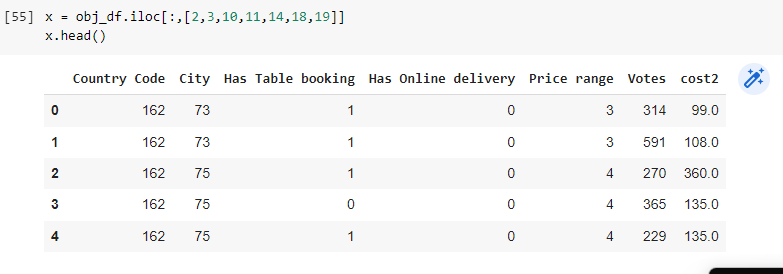 [55] x = obj_df.iloc[:,[2,3,10,11,14,18,19]]
x.head()
Country Code City Has Table booking Has Online delivery Price range Votes cost2
0 162 73 1 0 3 314 99.0
1 162 73 1 0 3 591 108.0
2 162 75 1 0 4 270 360.0
3 162 75 0 0 4 365 135.0
4 162 75 1 0 4 229 135.0